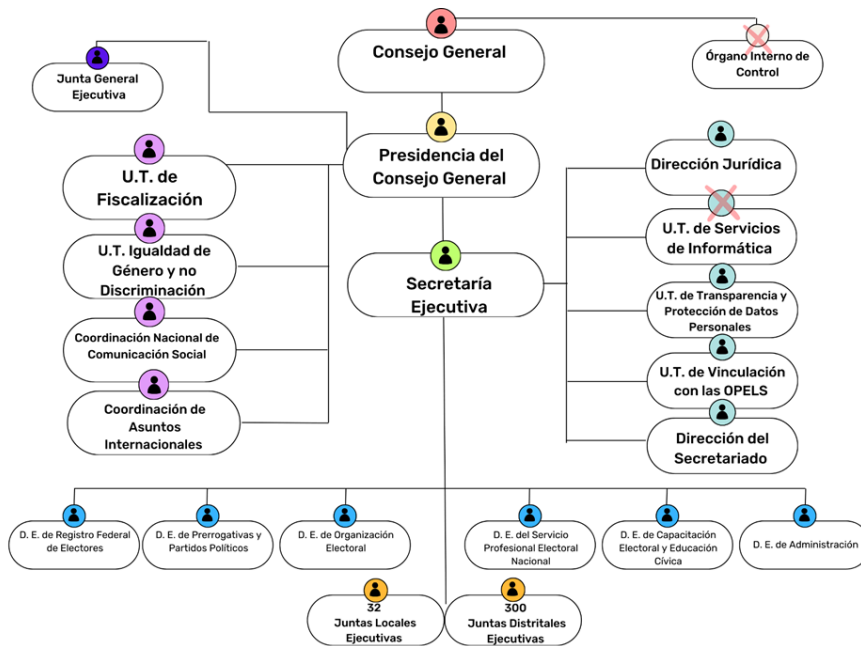 Consejo General
Órgano Interno de
Control
Junta General
Ejecutiva
Presidencia del
Consejo General
U.T. de
Fiscalización
Dirección Jurídica
U.T. Igualdad de
Género y no
Discriminación
U.T. de Servicios
de Informática
Secretaría
Ejecutiva
U.T. de Transparencia y
Protección de Datos
Personales
Coordinación Nacional de
Comunicación Social
U.T. de Vinculación
con las OPELS
Coordinación de
Asuntos
Internacionales
Dirección del
Secretariado
D. E. de Registro Federal
de Electores
D. E. de Prerrogativas y
Partidos Políticos
D. E. de Organización
Electoral
D. E. del Servicio
Profesional Electoral
Nacional
D. E. de Capacitación
Electoral y Educación
Cívica
D. E. de Administración
32
Juntas Locales
Ejecutivas
300
Juntas Distritales
Ejecutivas